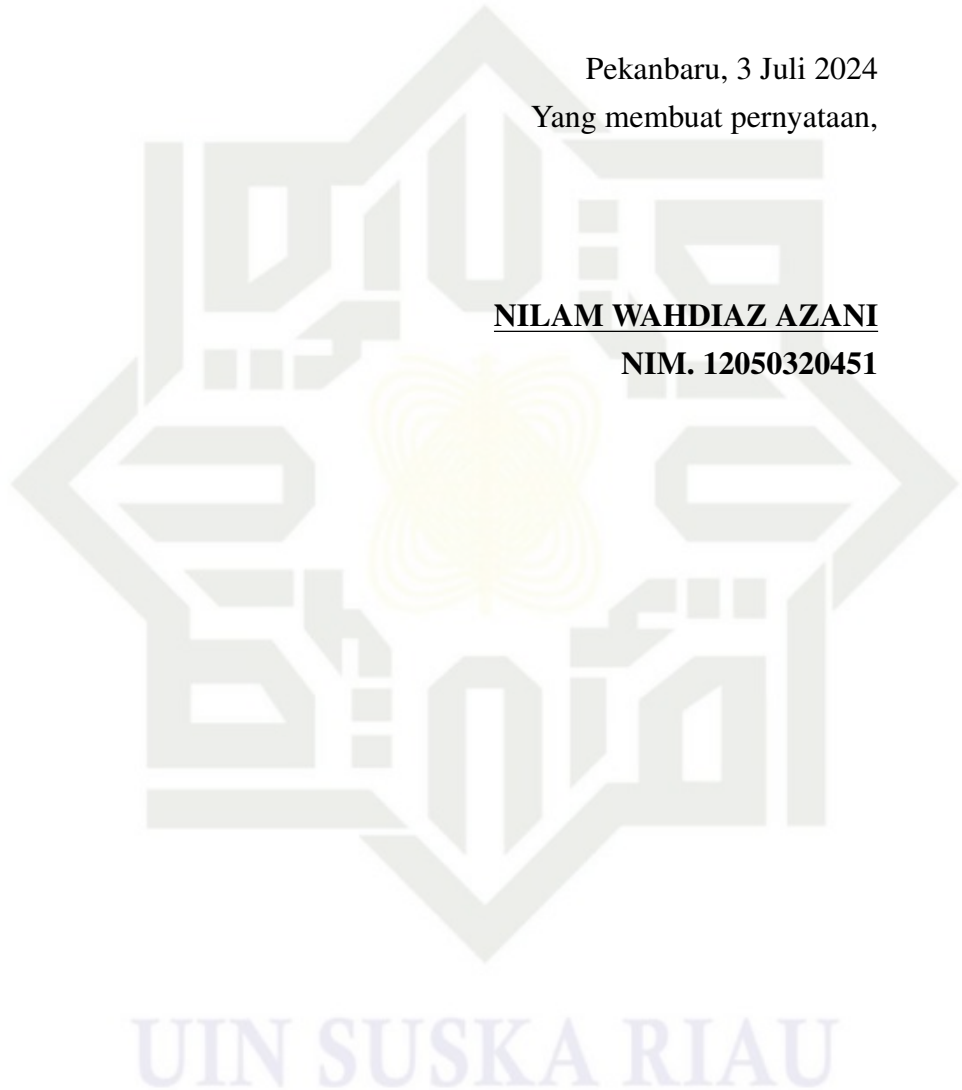 Pekanbaru, 3 Juli 2024
Yang membuat pernyataan,
NILAM WAHDIAZ AZANI
NIM. 12050320451
UIN SUSKA RIAU